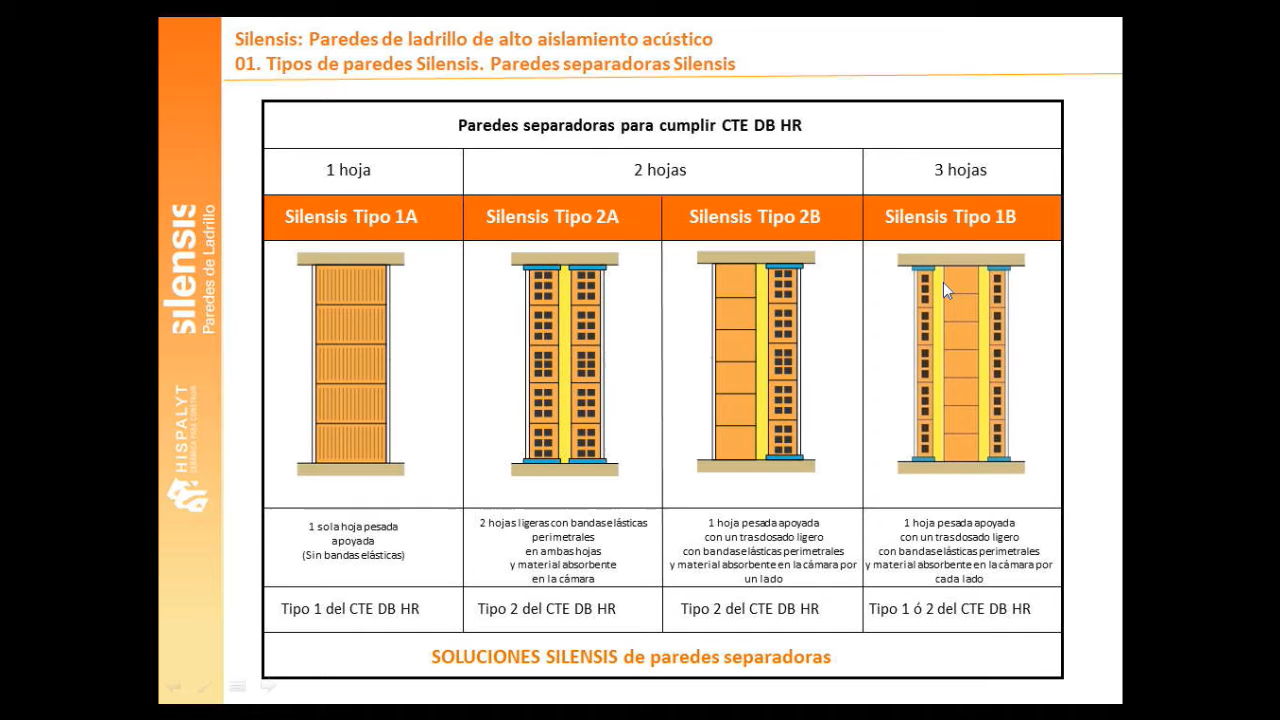 Silensis: Paredes de ladrillo de alto aislamiento acústico
01. Tipos de paredes Silensis. Paredes separadoras Silensis
silensis
Paredes de Ladrillo
HISPALYT
CERÁMICA PARA CONSTRUIR
Paredes separadoras para cumplir CTE DB HR
1 hoja
2 hojas
3 hojas
Silensis Tipo 1A
Silensis Tipo 2A
Silensis Tipo 2B
Silensis Tipo 1B
1 sola hoja pesada
apoyada
(Sin bandas elásticas)
2 hojas ligeras con bandas elásticas
perimetrales
en ambas hojas
y material absorbente
en la cámara
1 hoja pesada apoyada
con un trasdosado ligero
con bandas elásticas perimetrales
y material absorbente en la cámara por
un lado
1 hoja pesada apoyada
con un trasdosado ligero
con bandas elásticas perimetrales
y material absorbente en la cámara por
cada lado
Tipo 1 del CTE DB HR
Tipo 2 del CTE DB HR
Tipo 2 del CTE DB HR
Tipo 1 ó 2 del CTE DB HR
SOLUCIONES SILENSIS de paredes separadoras